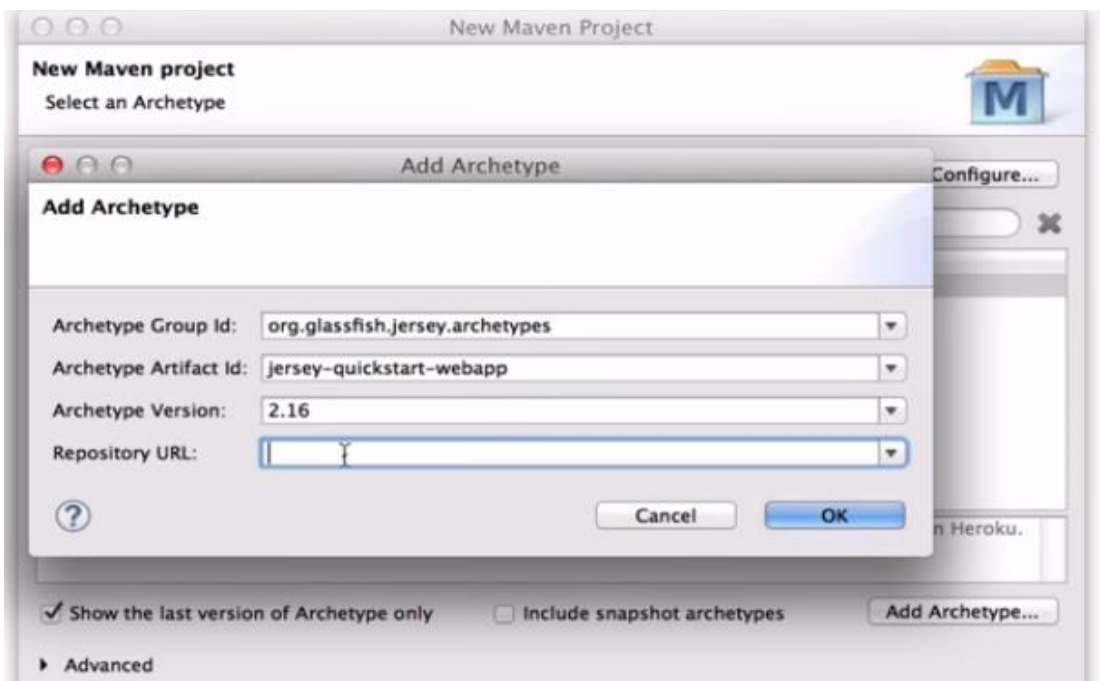 New Maven Project
New Maven project
Select an Archetype
M
Configure...
Add Archetype
Add Archetype
Archetype Group Id: org.glassfish.jersey.archetypes
Archetype Artifact Id: jersey-quickstart-webapp
Archetype Version: 2.16
Repository URL:
? Cancel OK
n Heroku.
Show the last version of Archetype only Include snapshot archetypes Add Archetype...
Advanced